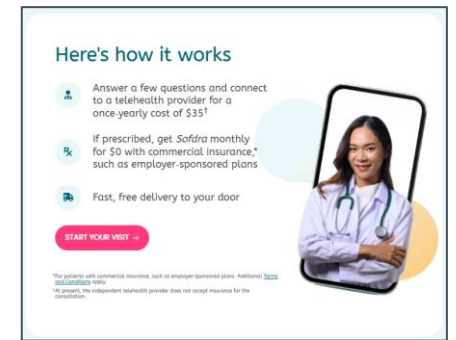 Here's how it works
Answer a few questions and connect
to a telehealth provider for a
once-yearly cost of $35†
℞
If prescribed, get Sofdra monthly
for $0 with commercial insurance,*
such as employer-sponsored plans
Fast, free delivery to your door
START YOUR VISIT →
*For patients with commercial insurance, such as employer-sponsored plans. Additional Terms
and Conditions apply.
†At present, the independent telehealth provider does not accept insurance for the
consultation.